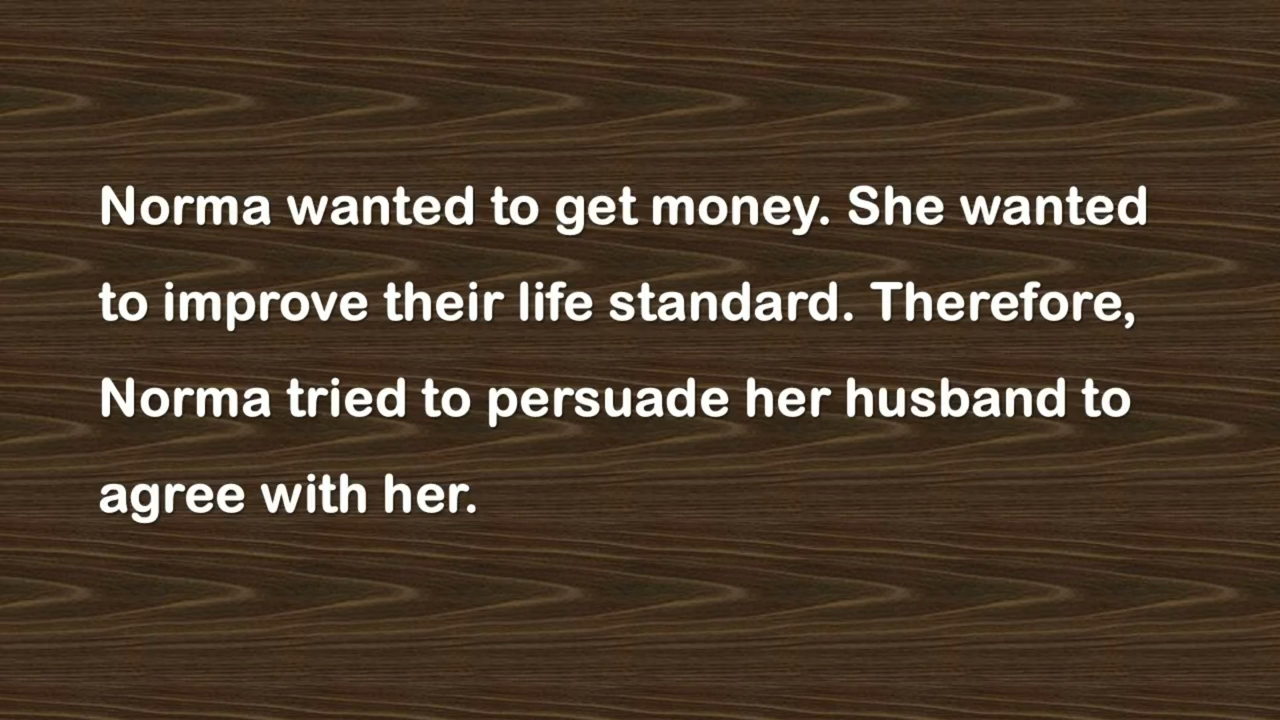 Norma wanted to get money. She wanted
to improve their life standard. Therefore,
Norma tried to persuade her husband to
agree with her.